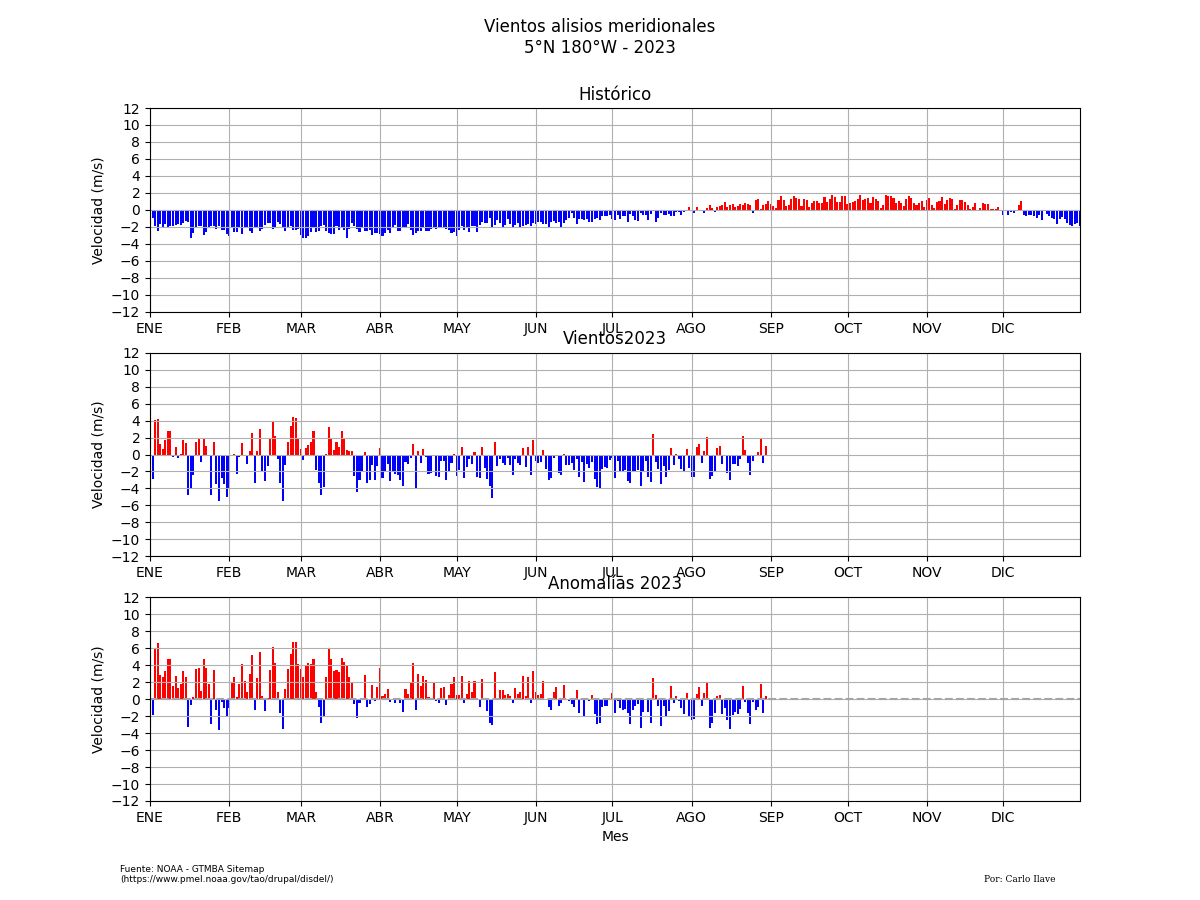 Vientos alisios meridionales
5°N 180°W - 2023
Histórico
12
10
8
6
4
2
0
−2
−4
−6
−8
−10
−12
Velocidad (m/s)
ENE FEB MAR ABR MAY JUN JUL AGO SEP OCT NOV DIC
Vientos2023
12
10
8
6
4
2
0
−2
−4
−6
−8
−10
−12
Velocidad (m/s)
ENE FEB MAR ABR MAY JUN JUL AGO SEP OCT NOV DIC
Anomalías 2023
12
10
8
6
4
2
0
−2
−4
−6
−8
−10
−12
Velocidad (m/s)
ENE FEB MAR ABR MAY JUN JUL AGO SEP OCT NOV DIC
Mes
Fuente: NOAA - GTMBA Sitemap
(https://www.pmel.noaa.gov/tao/drupal/disdel/)
Por: Carlo Ilave